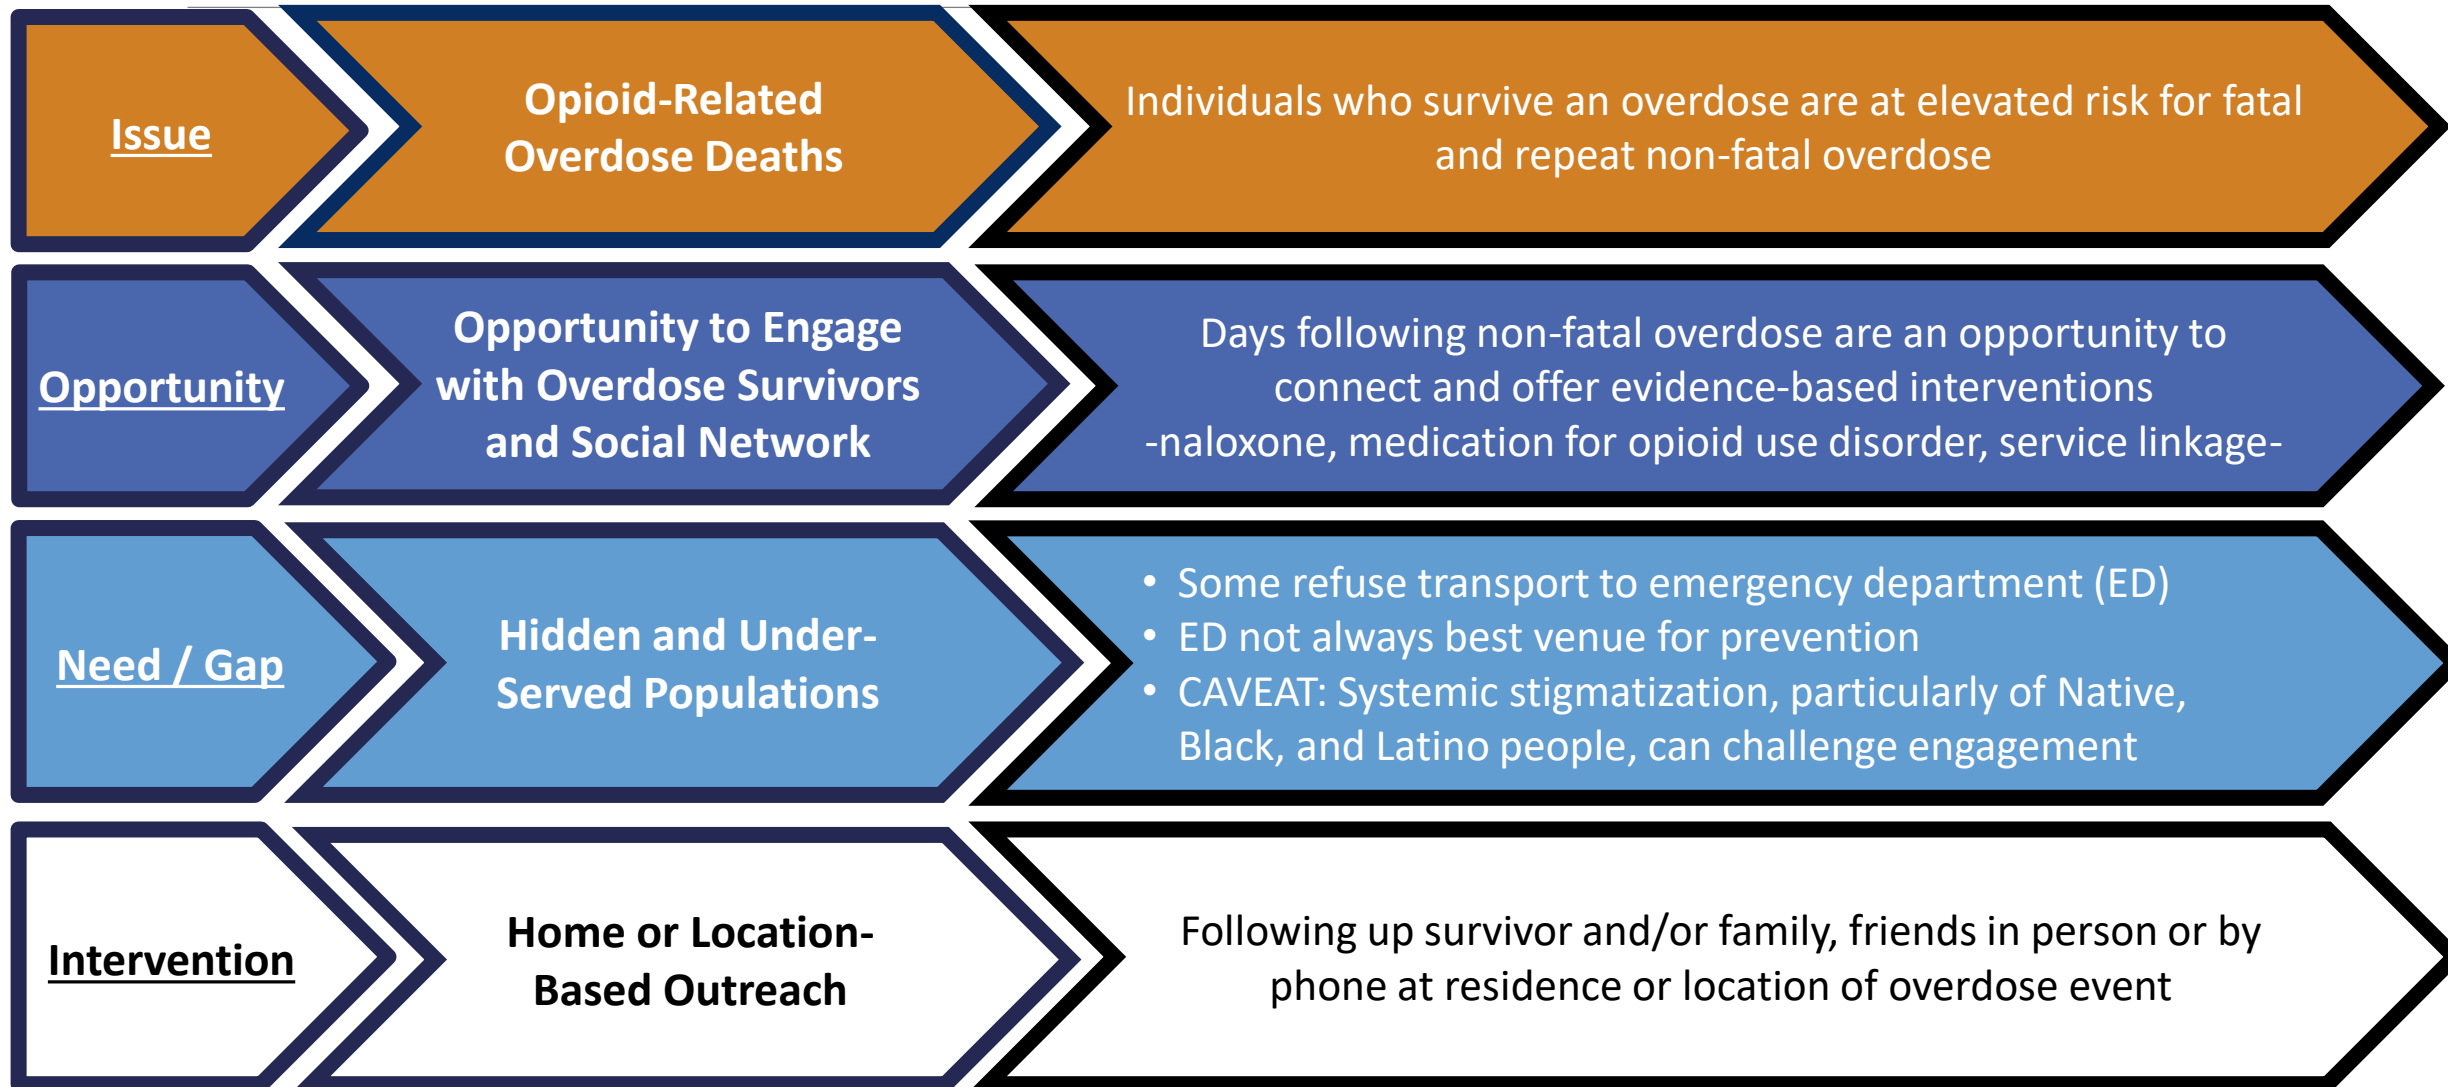 Issue
Opioid-Related
Overdose Deaths
Individuals who survive an overdose are at elevated risk for fatal
and repeat non-fatal overdose
Opportunity
Opportunity to Engage
with Overdose Survivors
and Social Network
Days following non-fatal overdose are an opportunity to
connect and offer evidence-based interventions
-naloxone, medication for opioid use disorder, service linkage-
Need / Gap
Hidden and Under-
Served Populations
• Some refuse transport to emergency department (ED)
• ED not always best venue for prevention
• CAVEAT: Systemic stigmatization, particularly of Native,
Black, and Latino people, can challenge engagement
Intervention
Home or Location-
Based Outreach
Following up survivor and/or family, friends in person or by
phone at residence or location of overdose event